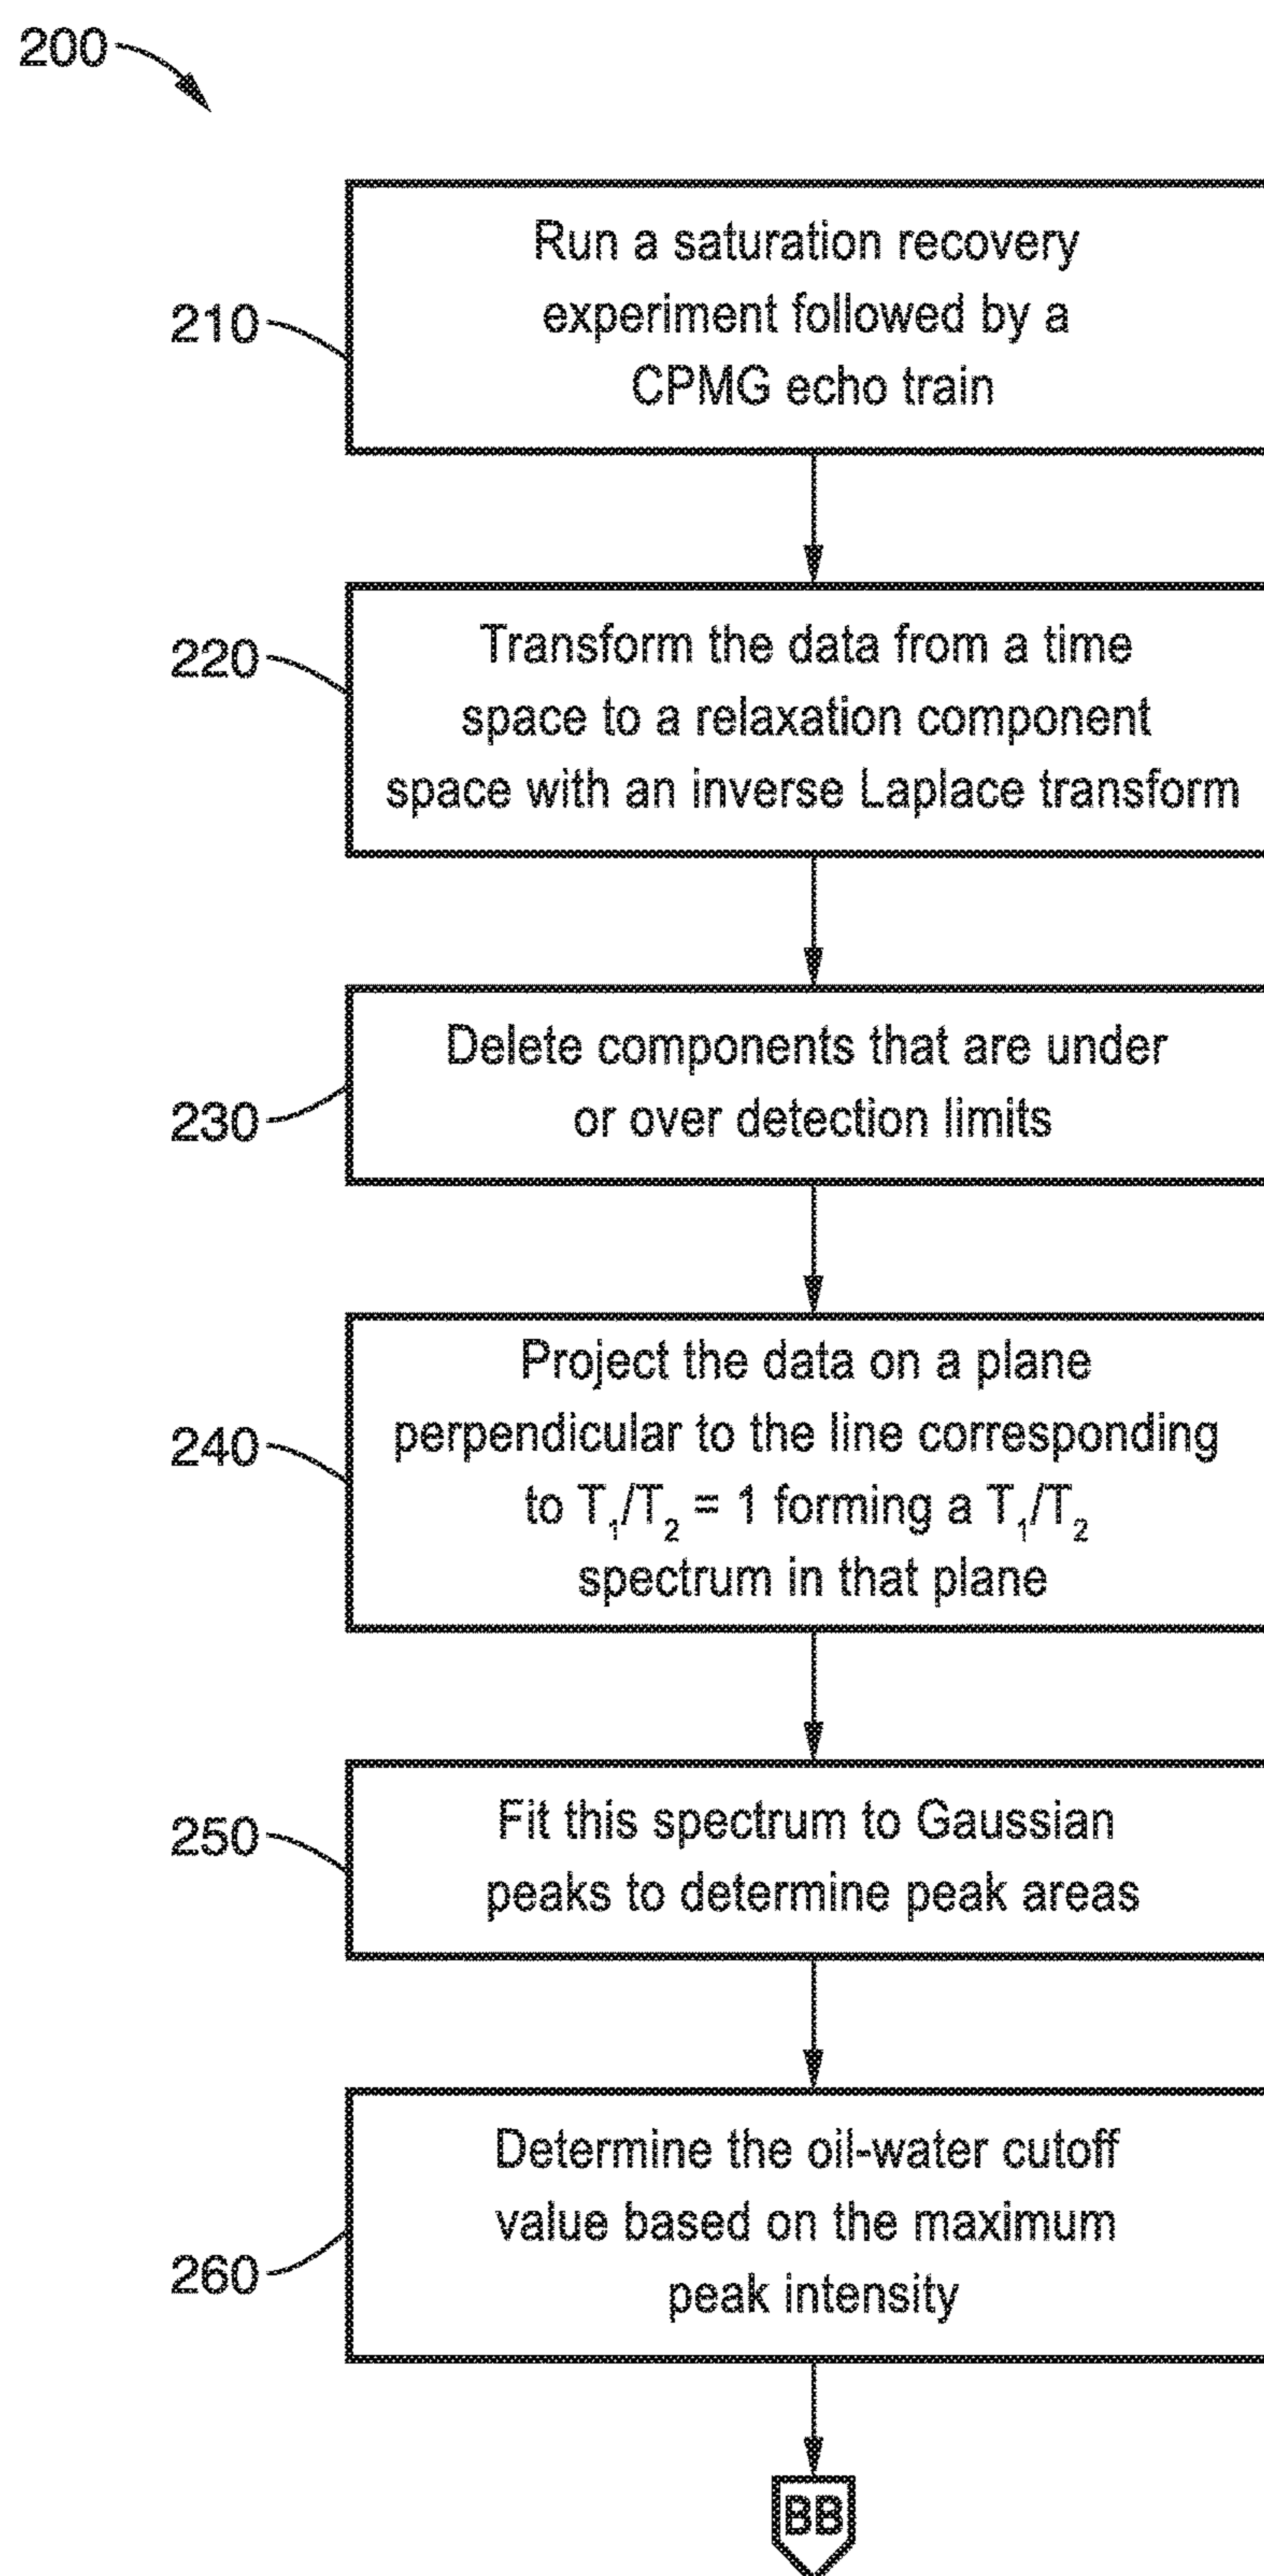 200
210
Run a saturation recovery
experiment followed by a
CPMG echo train
220
Transform the data from a time
space to a relaxation component
space with an inverse Laplace transform
230
Delete components that are under
or over detection limits
240
Project the data on a plane
perpendicular to the line corresponding
to T₁/T₂ = 1 forming a T₁/T₂
spectrum in that plane
250
Fit this spectrum to Gaussian
peaks to determine peak areas
260
Determine the oil-water cutoff
value based on the maximum
peak intensity
BB